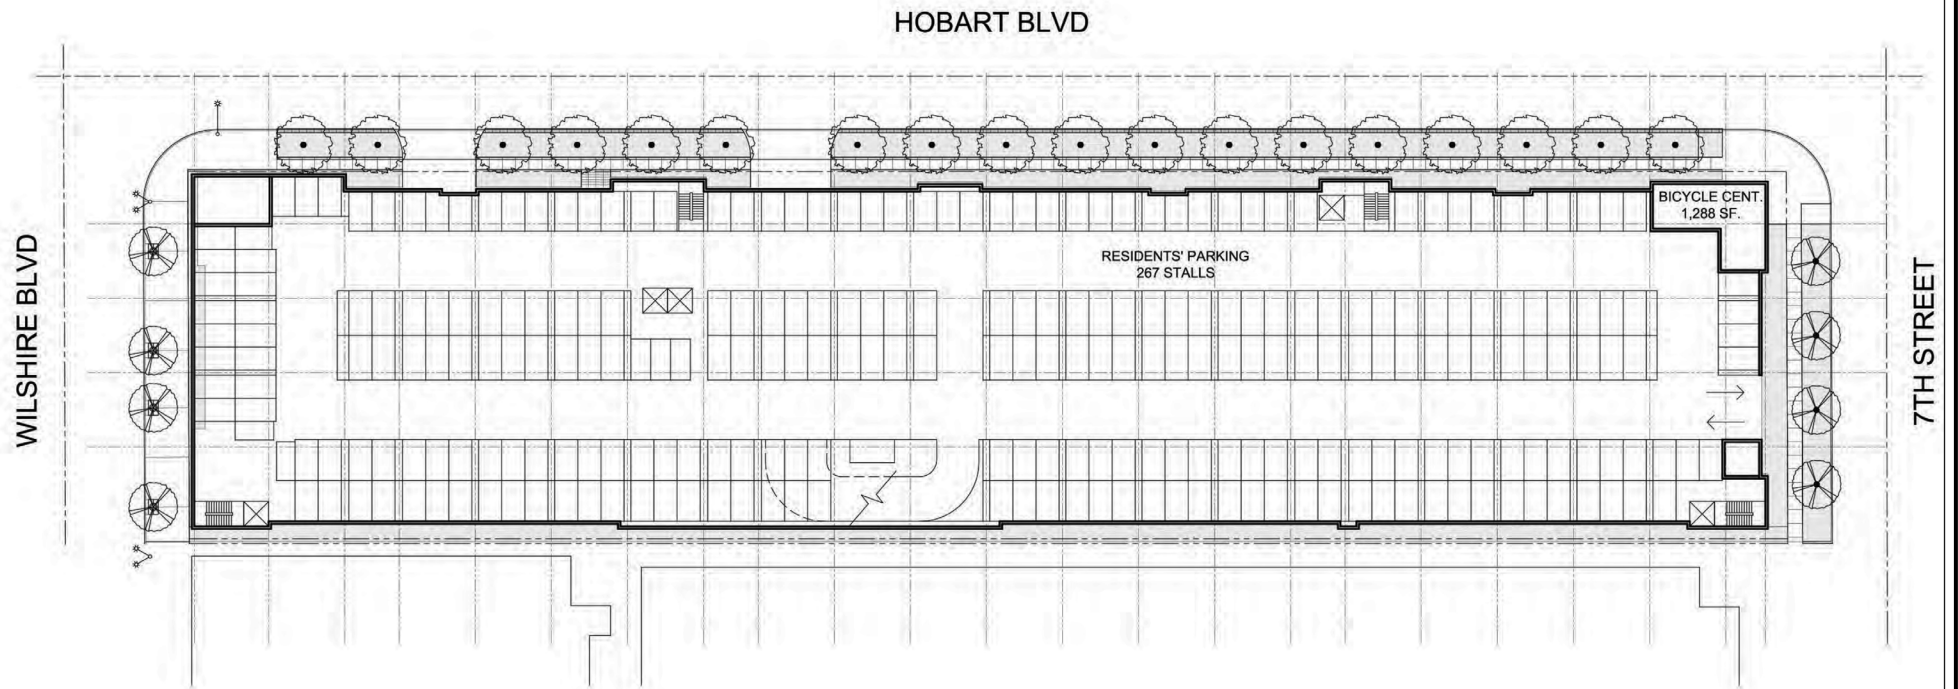 HOBART BLVD
WILSHIRE BLVD
BICYCLE CENT.
1,288 SF.
RESIDENTS' PARKING
267 STALLS
7TH STREET